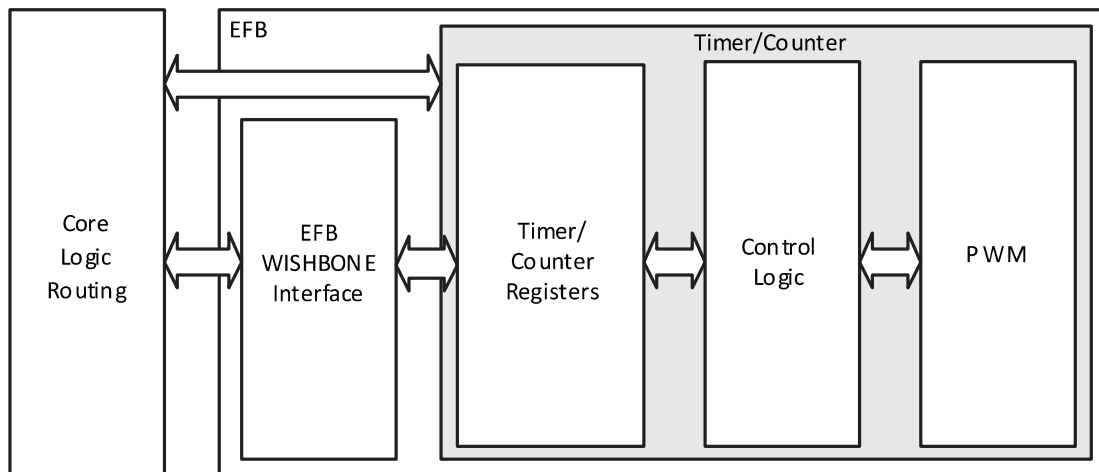 EFB
Timer/Counter
Core
Logic
Routing
EFB
WISHBONE
Interface
Timer/
Counter
Registers
Control
Logic
PWM